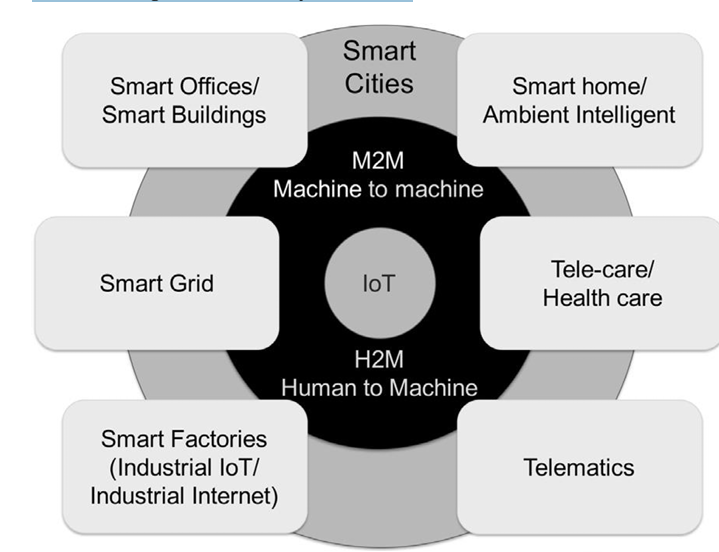 Smart
Cities
Smart Offices/
Smart Buildings
Smart home/
Ambient Intelligent
M2M
Machine to machine
Smart Grid
IoT
Tele-care/
Health care
H2M
Human to Machine
Smart Factories
(Industrial IoT/
Industrial Internet)
Telematics